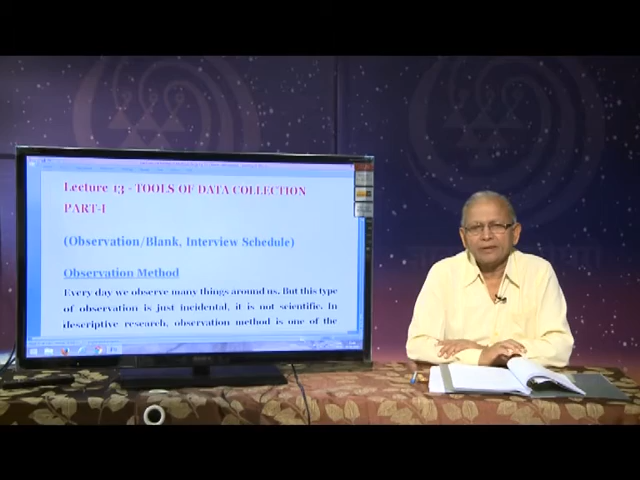 Lecture 13 - TOOLS OF DATA COLLECTION
PART-I
(Observation/Blank, Interview Schedule)
Observation Method
Every day we observe many things around us. But this type
of observation is just incidental, it is not scientific. In
descriptive research, observation method is one of the